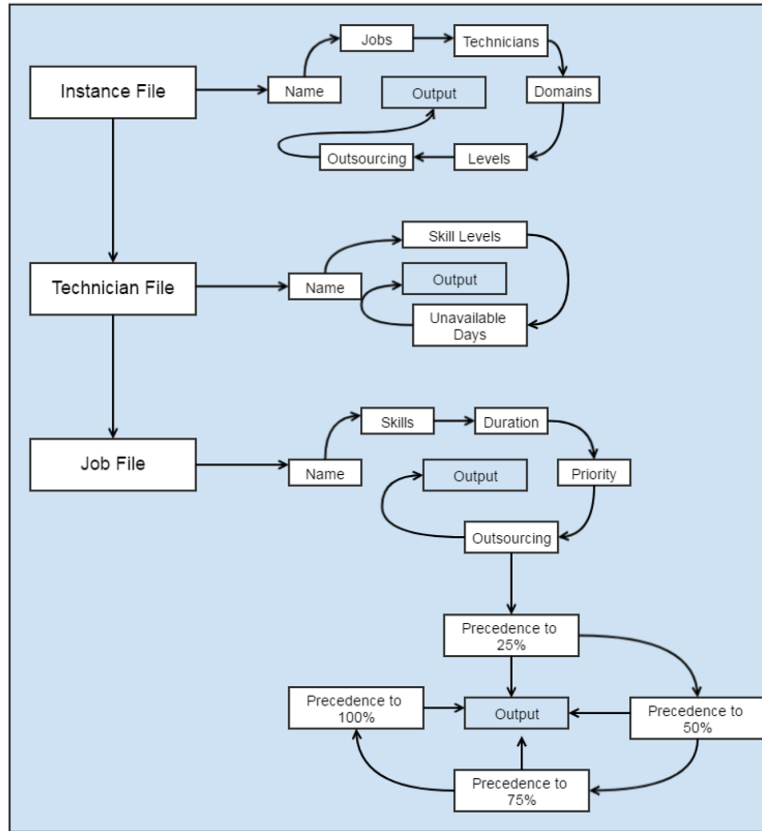 Jobs
Technicians
Instance File
Name
Output
Domains
Outsourcing
Levels
Skill Levels
Technician File
Name
Output
Unavailable
Days
Skills
Duration
Job File
Name
Output
Priority
Outsourcing
Precedence to
25%
Precedence to
100%
Output
Precedence to
50%
Precedence to
75%